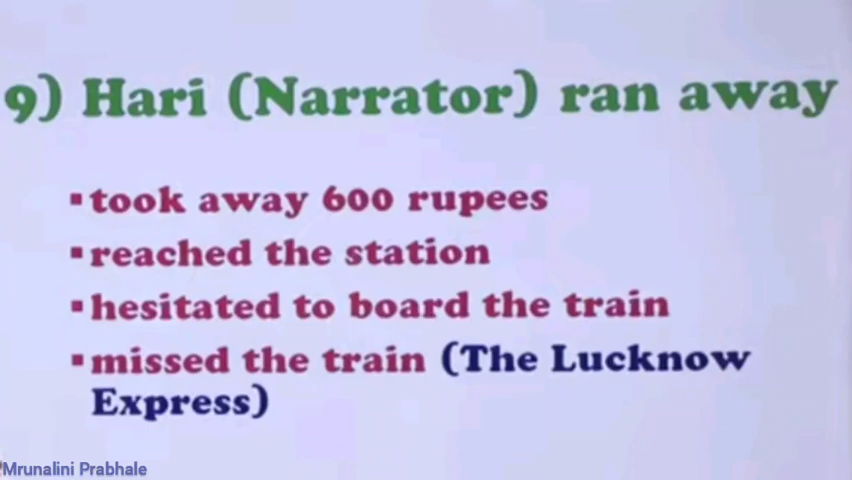 9) Hari (Narrator) ran away
▪took away 600 rupees
▪reached the station
▪hesitated to board the train
▪missed the train (The Lucknow
Express)
Mrunalini Prabhale